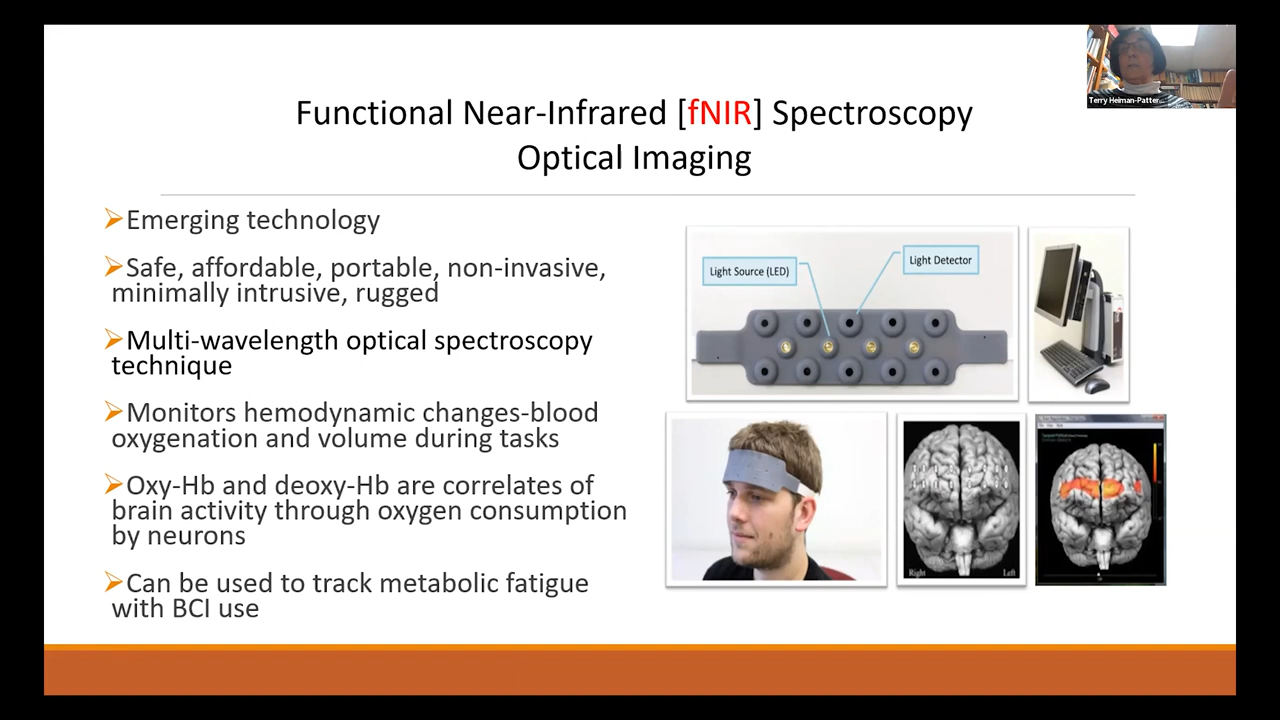 Terry Heiman-Patter...
Functional Near-Infrared [fNIR] Spectroscopy
Optical Imaging
Emerging technology
Safe, affordable, portable, non-invasive,
minimally intrusive, rugged
Multi-wavelength optical spectroscopy
technique
Monitors hemodynamic changes-blood
oxygenation and volume during tasks
Oxy-Hb and deoxy-Hb are correlates of
brain activity through oxygen consumption
by neurons
Can be used to track metabolic fatigue
with BCI use
Light Source (LED)
Light Detector
Right
Left